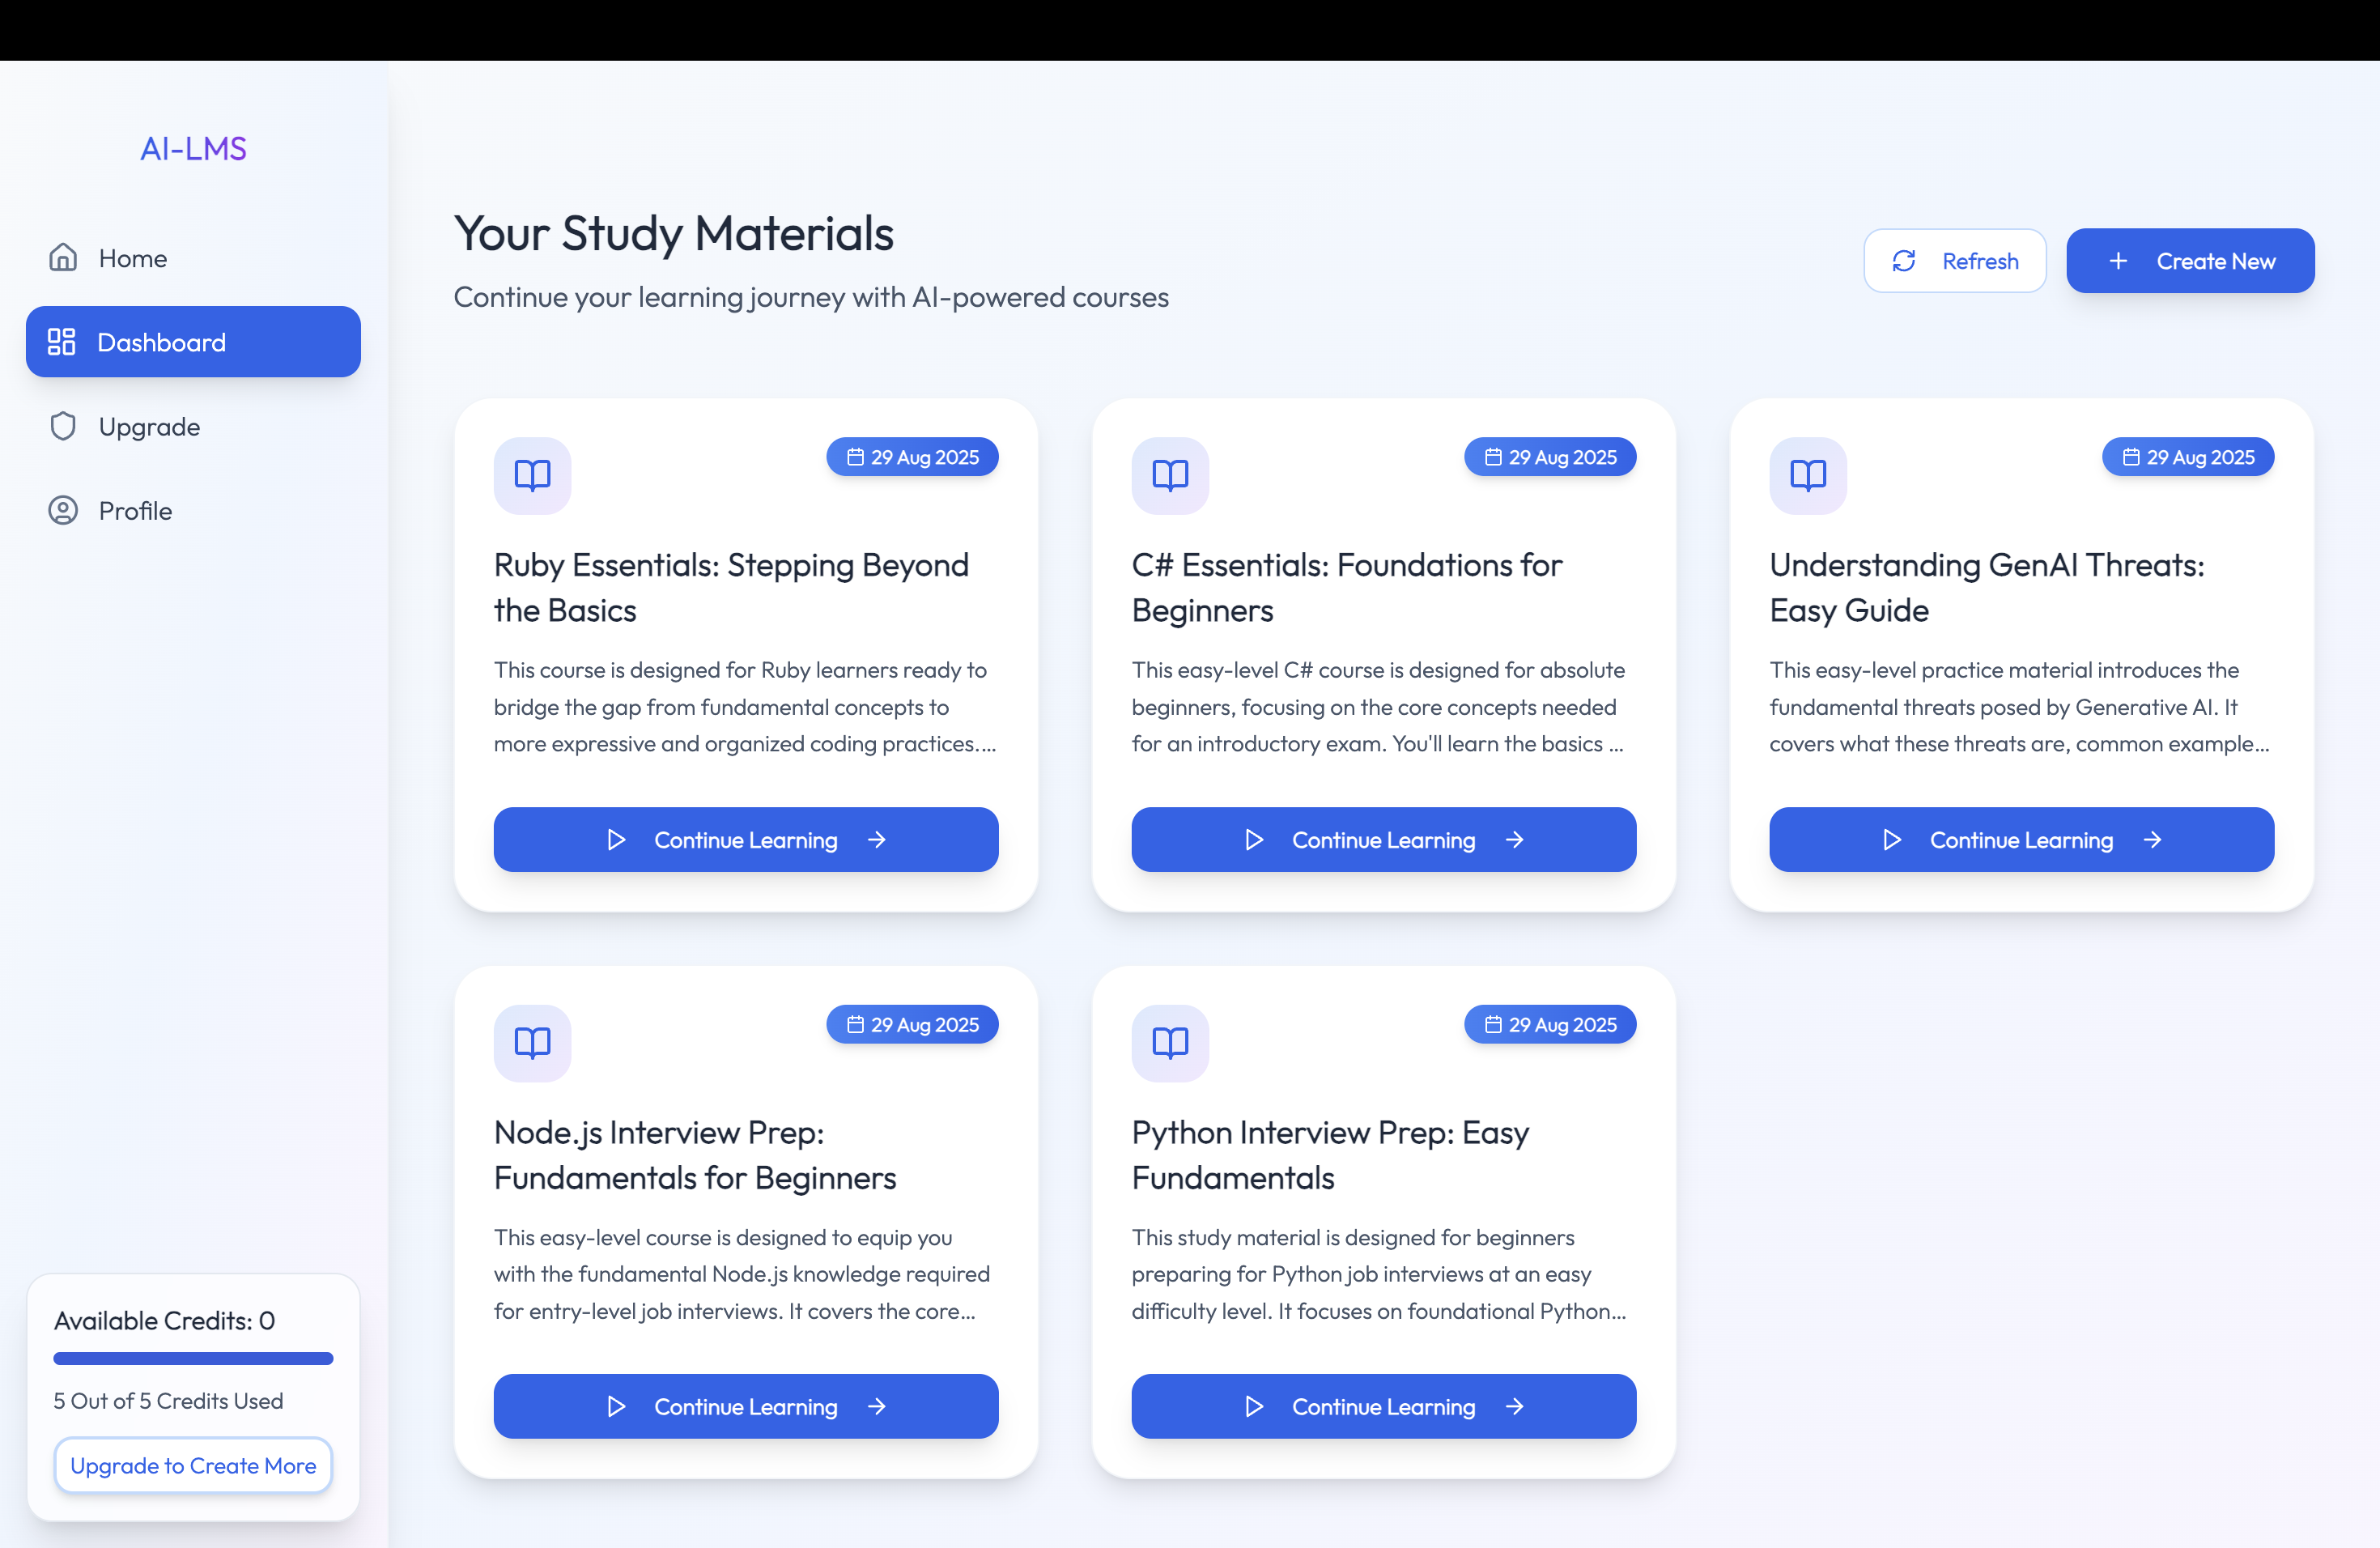 AI-LMS
Home
Dashboard
Upgrade
Profile
Available Credits: 0
5 Out of 5 Credits Used
Upgrade to Create More
Your Study Materials
Continue your learning journey with AI-powered courses
Refresh
Create New
29 Aug 2025
Ruby Essentials: Stepping Beyond
the Basics
This course is designed for Ruby learners ready to
bridge the gap from fundamental concepts to
more expressive and organized coding practices....
Continue Learning
29 Aug 2025
C# Essentials: Foundations for
Beginners
This easy-level C# course is designed for absolute
beginners, focusing on the core concepts needed
for an introductory exam. You'll learn the basics ...
Continue Learning
29 Aug 2025
Understanding GenAI Threats:
Easy Guide
This easy-level practice material introduces the
fundamental threats posed by Generative AI. It
covers what these threats are, common example...
Continue Learning
29 Aug 2025
Node.js Interview Prep:
Fundamentals for Beginners
This easy-level course is designed to equip you
with the fundamental Node.js knowledge required
for entry-level job interviews. It covers the core...
Continue Learning
29 Aug 2025
Python Interview Prep: Easy
Fundamentals
This study material is designed for beginners
preparing for Python job interviews at an easy
difficulty level. It focuses on foundational Python...
Continue Learning